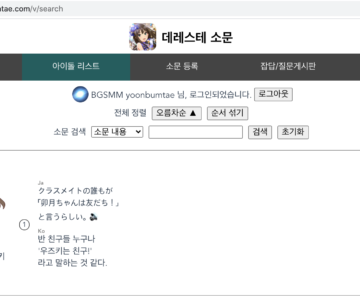 ntae.com/v/search
데레스테 소문
아이돌 리스트 소문 등록 잡담/질문게시판
BGSMM yoonbumtae 님, 로그인되었습니다. 로그아웃
전체 정렬 오름차순 ▲ 순서 섞기
소문 검색 소문 내용 검색 초기화
Ja
クラスメイトの誰もが
「卯月ちゃんは友だち！」
と言うらしい。
①
Ko
반 친구들 누구나
'우즈키는 친구!'
라고 말하는 것 같다.
키